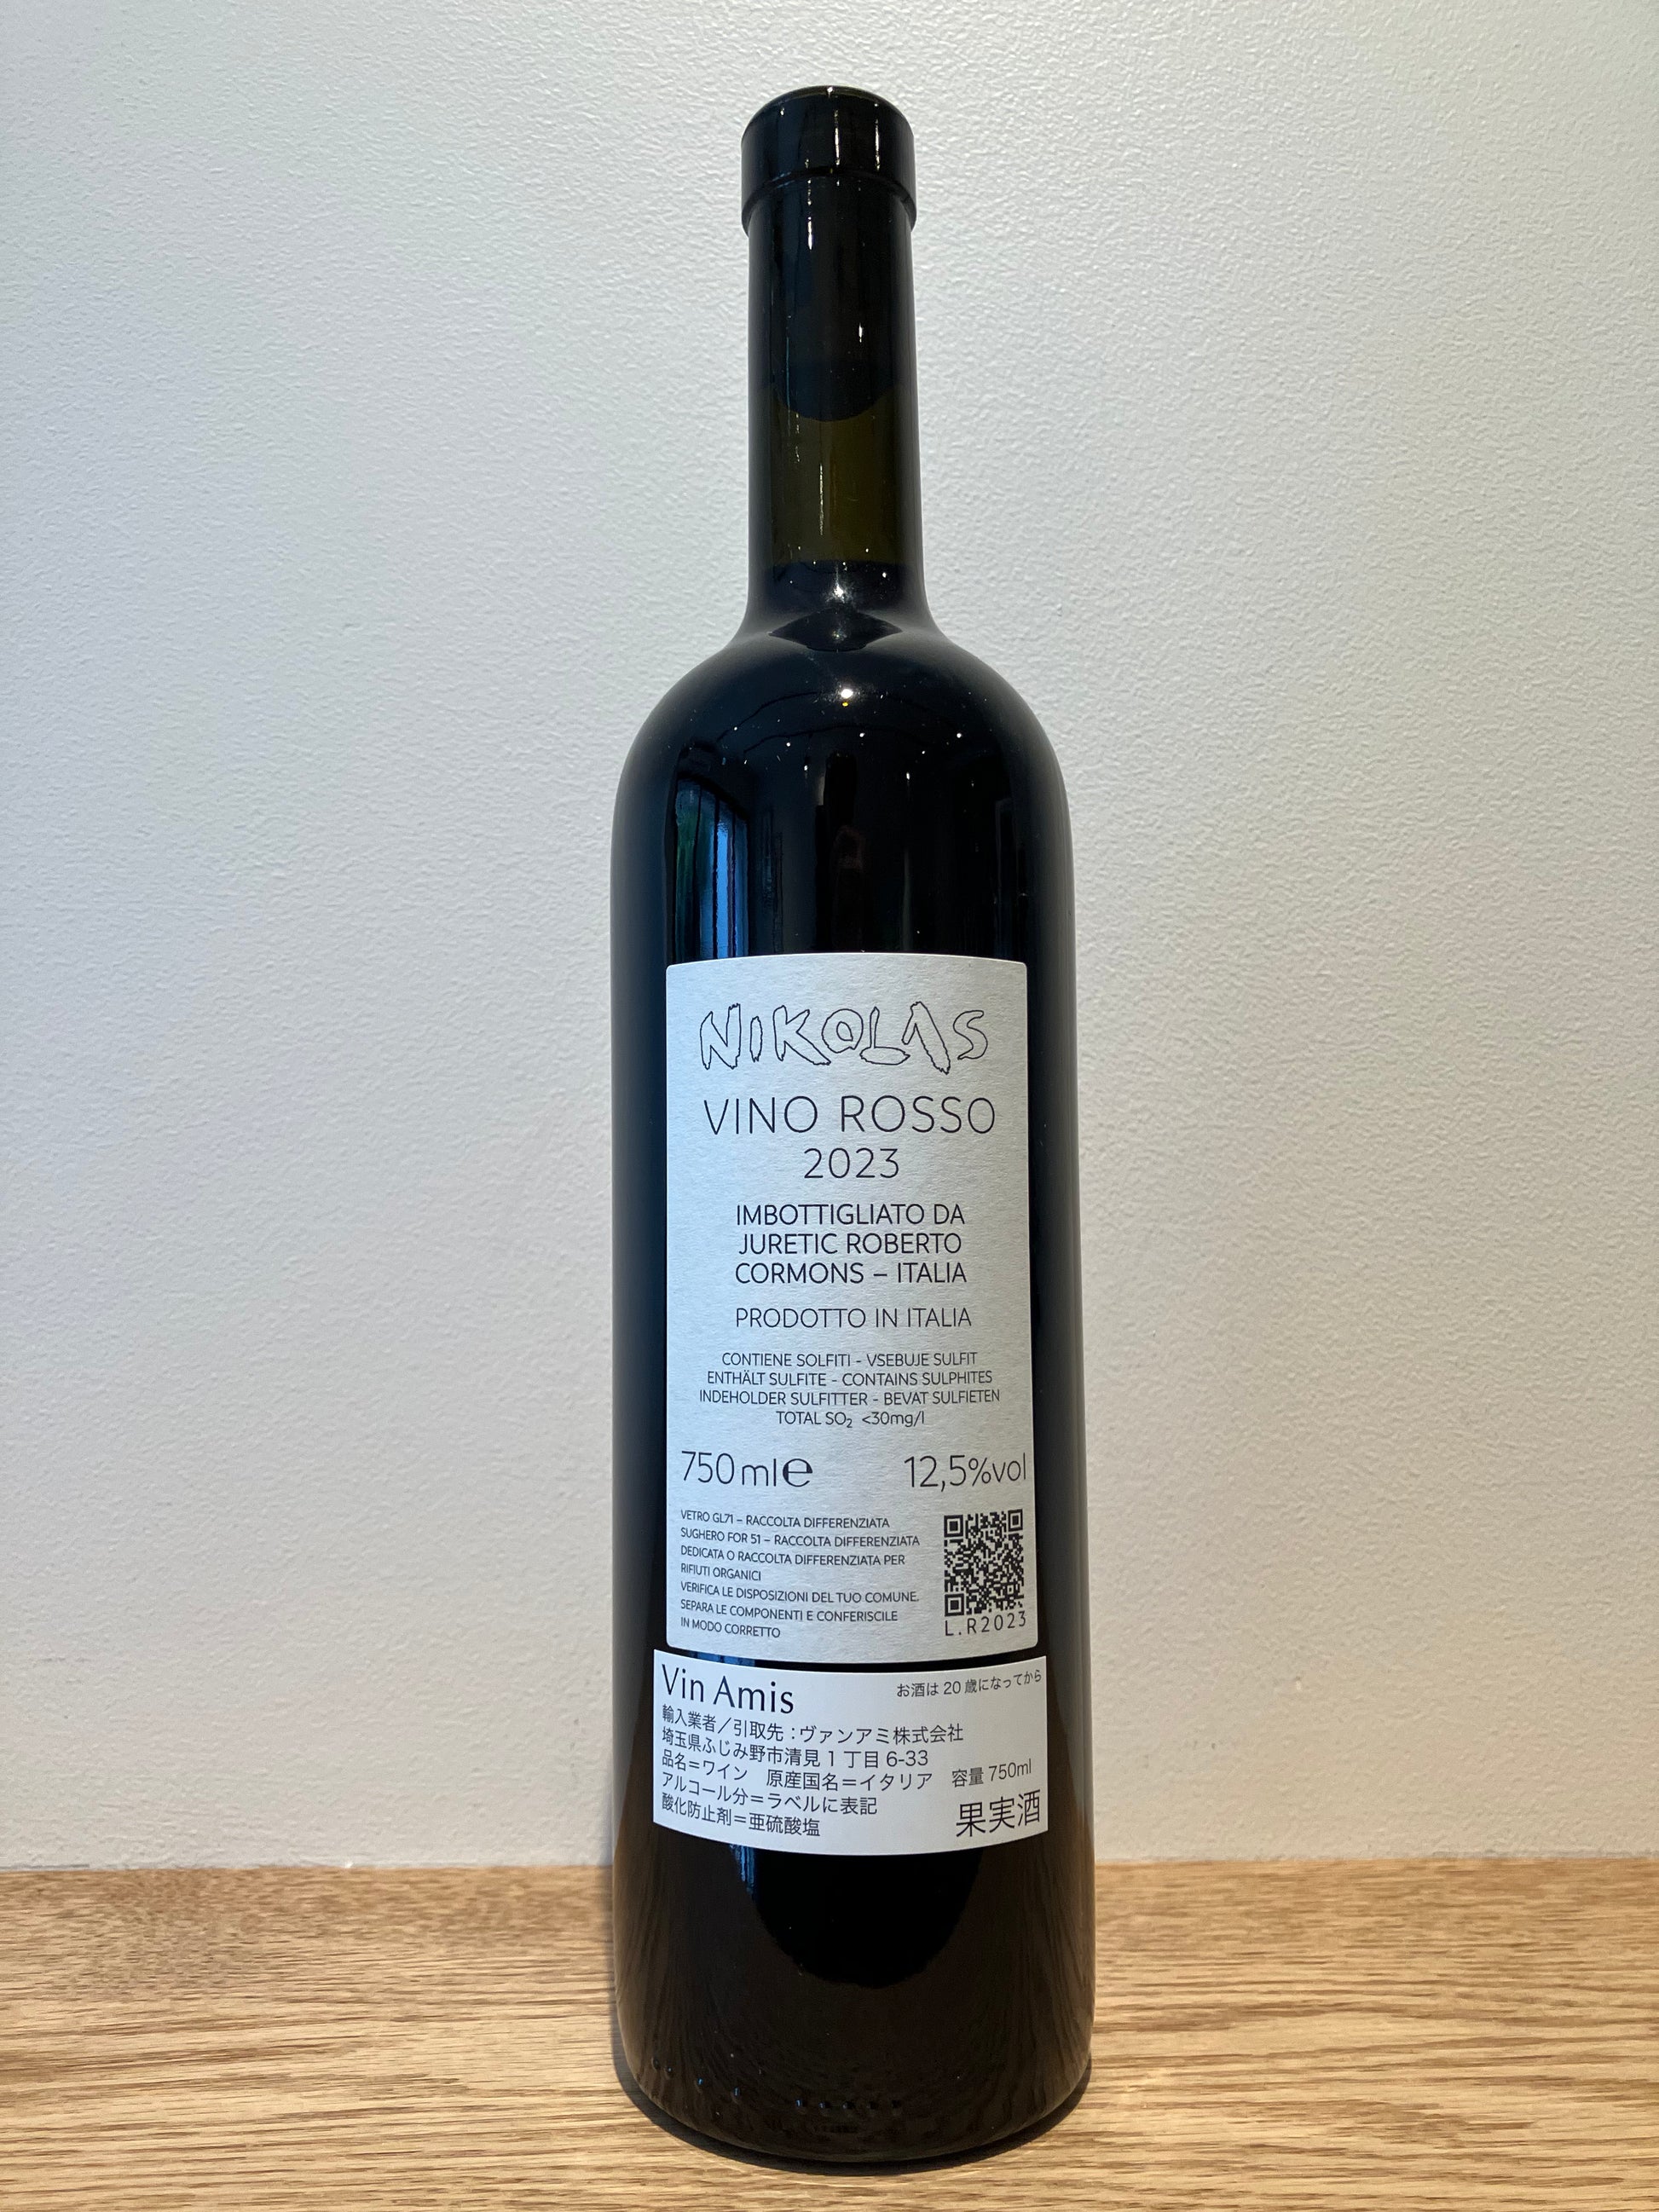 NIKOLAS
VINO ROSSO
2023
IMBOTTIGLIATO DA
JURETIC ROBERTO
CORMONS – ITALIA
PRODOTTO IN ITALIA
CONTIENE SOLFITI - VSEBUJE SULFIT
ENTHÄLT SULFITE - CONTAINS SULPHITES
INDEHOLDER SULFITTER - BEVAT SULFIETEN
TOTAL SO₂ <30mg/l
750 ml e 12,5%vol
VETRO GL71 – RACCOLTA DIFFERENZIATA
SUGHERO FOR 51 – RACCOLTA DIFFERENZIATA
DEDICATA O RACCOLTA DIFFERENZIATA PER
RIFIUTI ORGANICI
VERIFICA LE DISPOSIZIONI DEL TUO COMUNE.
SEPARA LE COMPONENTI E CONFERISCILE
IN MODO CORRETTO
L.R2023
Vin Amis お酒は 20 歳になってから
輸入業者／引取先：ヴァンアミ株式会社
埼玉県ふじみ野市清見 1 丁目 6-33
品名＝ワイン 原産国名＝イタリア 容量 750ml
アルコール分＝ラベルに表記
酸化防止剤＝亜硫酸塩 果実酒